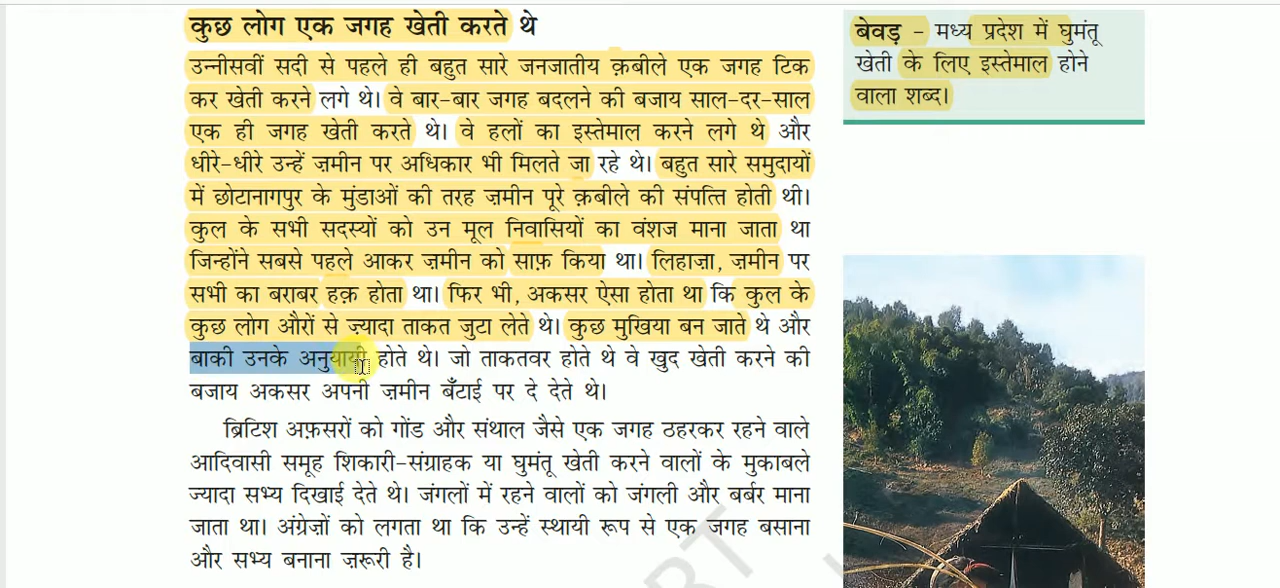 कुछ लोग एक जगह खेती करते थे
उन्नीसवीं सदी से पहले ही बहुत सारे जनजातीय क़बीले एक जगह टिक
कर खेती करने लगे थे। वे बार-बार जगह बदलने की बजाय साल-दर-साल
एक ही जगह खेती करते थे। वे हलों का इस्तेमाल करने लगे थे और
धीरे-धीरे उन्हें ज़मीन पर अधिकार भी मिलते जा रहे थे। बहुत सारे समुदायों
में छोटानागपुर के मुंडाओं की तरह ज़मीन पूरे क़बीले की संपत्ति होती थी।
कुल के सभी सदस्यों को उन मूल निवासियों का वंशज माना जाता था
जिन्होंने सबसे पहले आकर ज़मीन को साफ़ किया था। लिहाज़ा, ज़मीन पर
सभी का बराबर हक़ होता था। फिर भी, अकसर ऐसा होता था कि कुल के
कुछ लोग औरों से ज़्यादा ताकत जुटा लेते थे। कुछ मुखिया बन जाते थे और
बाकी उनके अनुयायी होते थे। जो ताकतवर होते थे वे खुद खेती करने की
बजाय अकसर अपनी ज़मीन बँटाई पर दे देते थे।
ब्रिटिश अफ़सरों को गोंड और संथाल जैसे एक जगह ठहरकर रहने वाले
आदिवासी समूह शिकारी-संग्राहक या घुमंतू खेती करने वालों के मुकाबले
ज्यादा सभ्य दिखाई देते थे। जंगलों में रहने वालों को जंगली और बर्बर माना
जाता था। अंग्रेज़ों को लगता था कि उन्हें स्थायी रूप से एक जगह बसाना
और सभ्य बनाना ज़रूरी है।
बेवड़ – मध्य प्रदेश में घुमंतू
खेती के लिए इस्तेमाल होने
वाला शब्द।